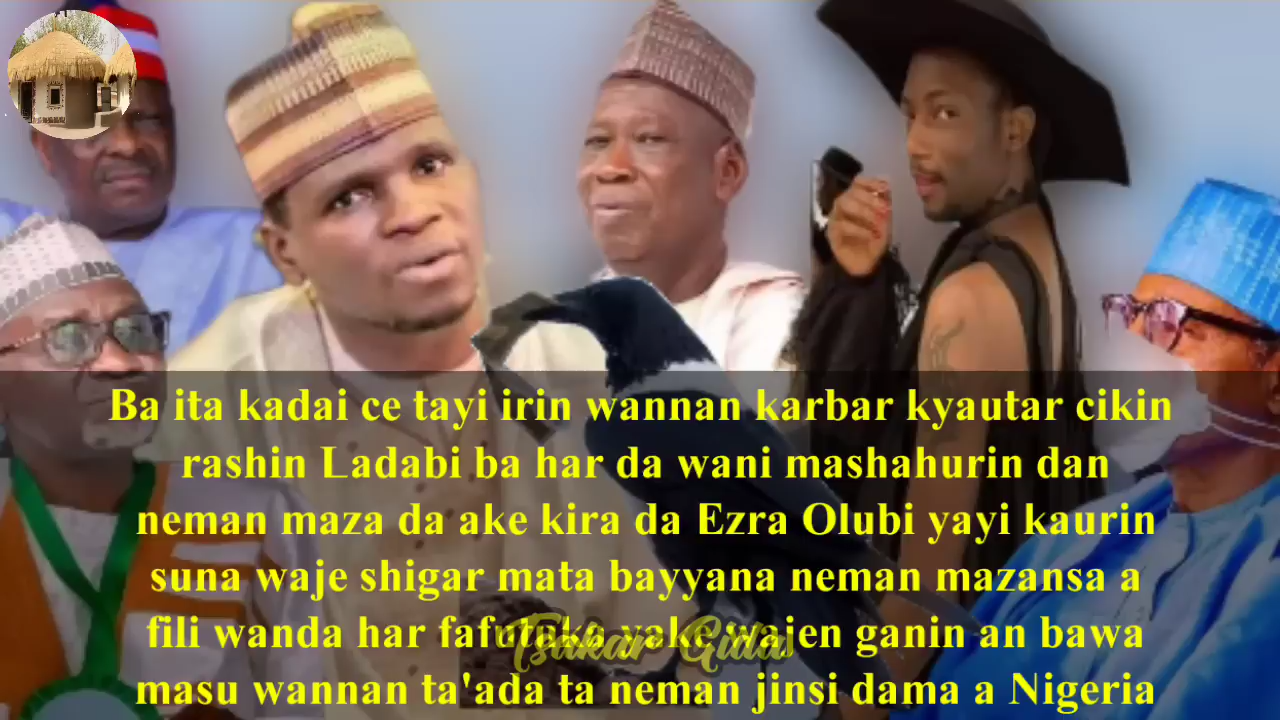 Ba ita kadai ce tayi irin wannan karbar kyautar cikin
rashin Ladabi ba har da wani mashahurin dan
neman maza da ake kira da Ezra Olubi yayi kaurin
suna waje shigar mata bayyana neman mazansa a
fili wanda har fafutuka yake wajen ganin an bawa
Tsakar Gida
masu wannan ta'ada ta neman jinsi dama a Nigeria